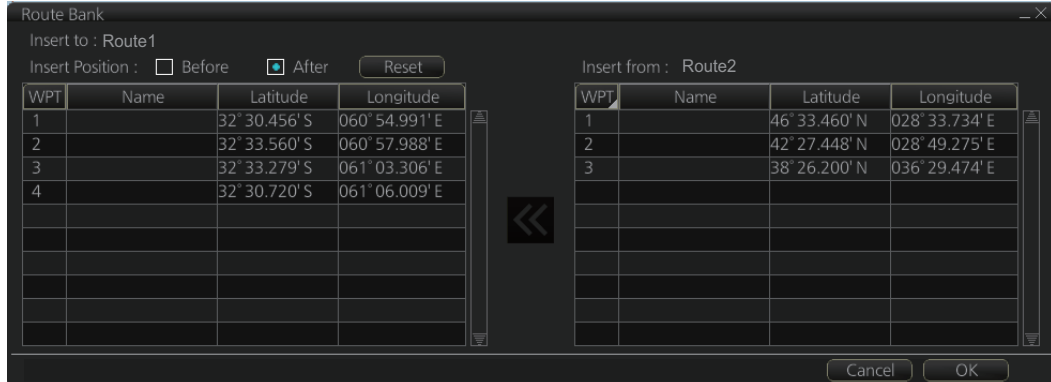 Route Bank
Insert to : Route1
Insert Position : Before After Reset Insert from : Route2
WPT Name Latitude Longitude WPT Name Latitude Longitude
1 32°30.456' S 060°54.991' E 1 46°33.460' N 028°33.734' E
2 32°33.560' S 060°57.988' E 2 42°27.448' N 028°49.275' E
3 32°33.279' S 061°03.306' E 3 38°26.200' N 036°29.474' E
4 32°30.720' S 061°06.009' E
Cancel OK